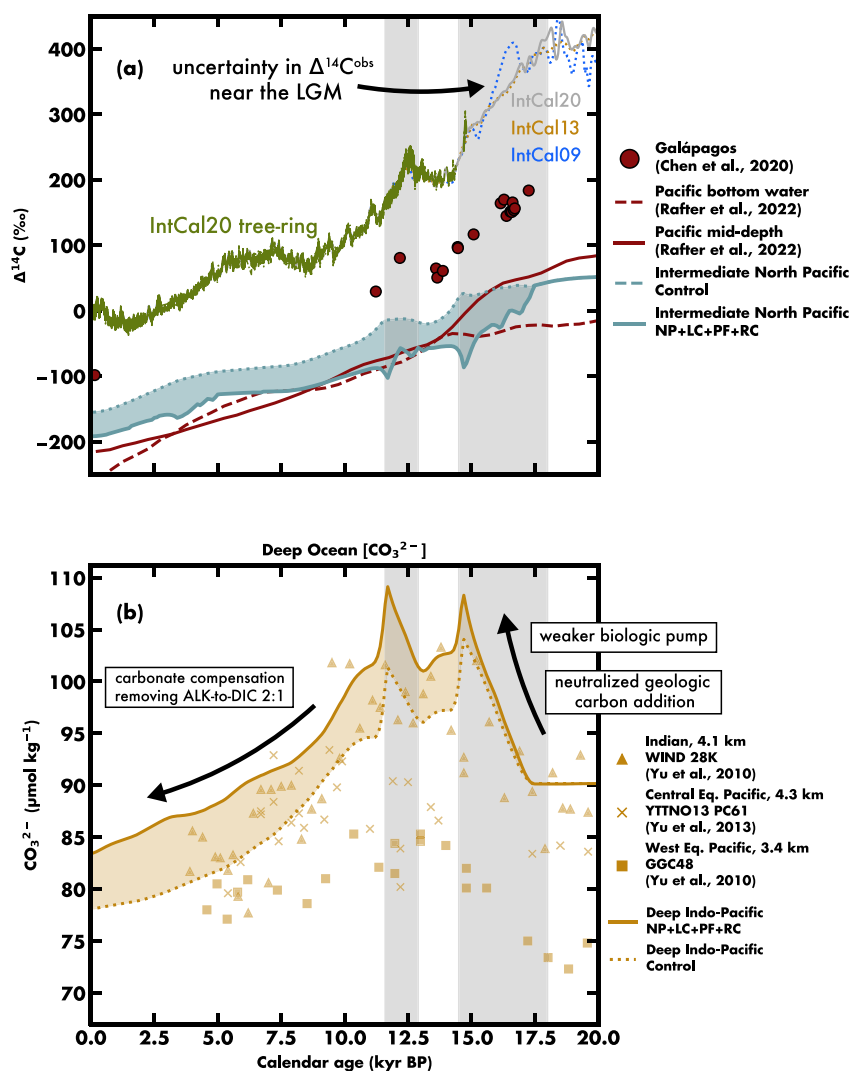 (a)
uncertainty in Δ¹⁴Cᵒᵇˢ
near the LGM
IntCal20
IntCal13
IntCal09
IntCal20 tree-ring
Δ¹⁴C (‰)
400
300
200
100
0
−100
−200
Galápagos
(Chen et al., 2020)
Pacific bottom water
(Rafter et al., 2022)
Pacific mid-depth
(Rafter et al., 2022)
Intermediate North Pacific
Control
Intermediate North Pacific
NP+LC+PF+RC
Deep Ocean [CO₃²⁻]
(b)
weaker biologic pump
neutralized geologic
carbon addition
carbonate compensation
removing ALK-to-DIC 2:1
CO₃²⁻ (μmol kg⁻¹)
110
105
100
95
90
85
80
75
70
Indian, 4.1 km
WIND 28K
(Yu et al., 2010)
Central Eq. Pacific, 4.3 km
YTTNO13 PC61
(Yu et al., 2013)
West Eq. Pacific, 3.4 km
GGC48
(Yu et al., 2010)
Deep Indo-Pacific
NP+LC+PF+RC
Deep Indo-Pacific
Control
0.0 2.5 5.0 7.5 10.0 12.5 15.0 17.5 20.0
Calendar age (kyr BP)